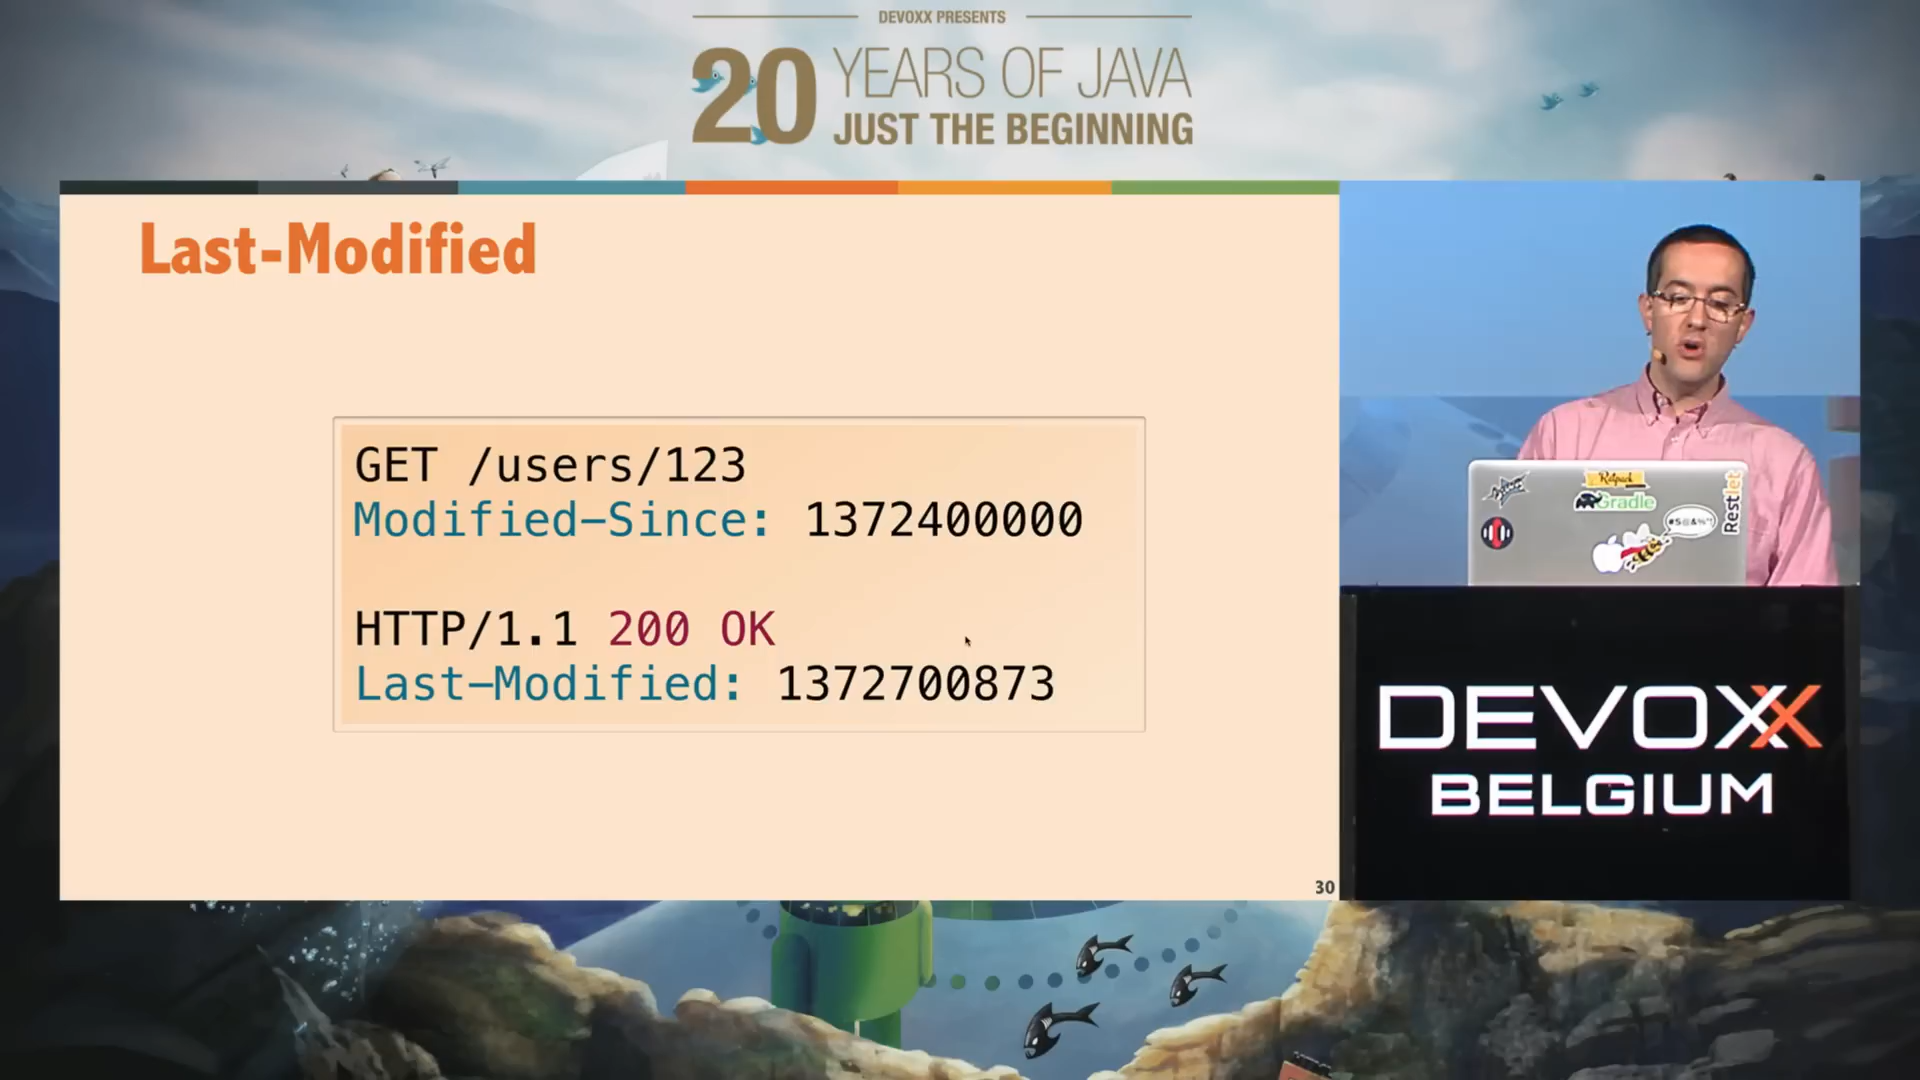 DEVOXX PRESENTS
20 YEARS OF JAVA
JUST THE BEGINNING
Last-Modified
GET /users/123
Modified-Since: 1372400000
HTTP/1.1 200 OK
Last-Modified: 1372700873
30
Ratpack
Gradle
#$@&%*!
Restlet
DEVOXX
BELGIUM